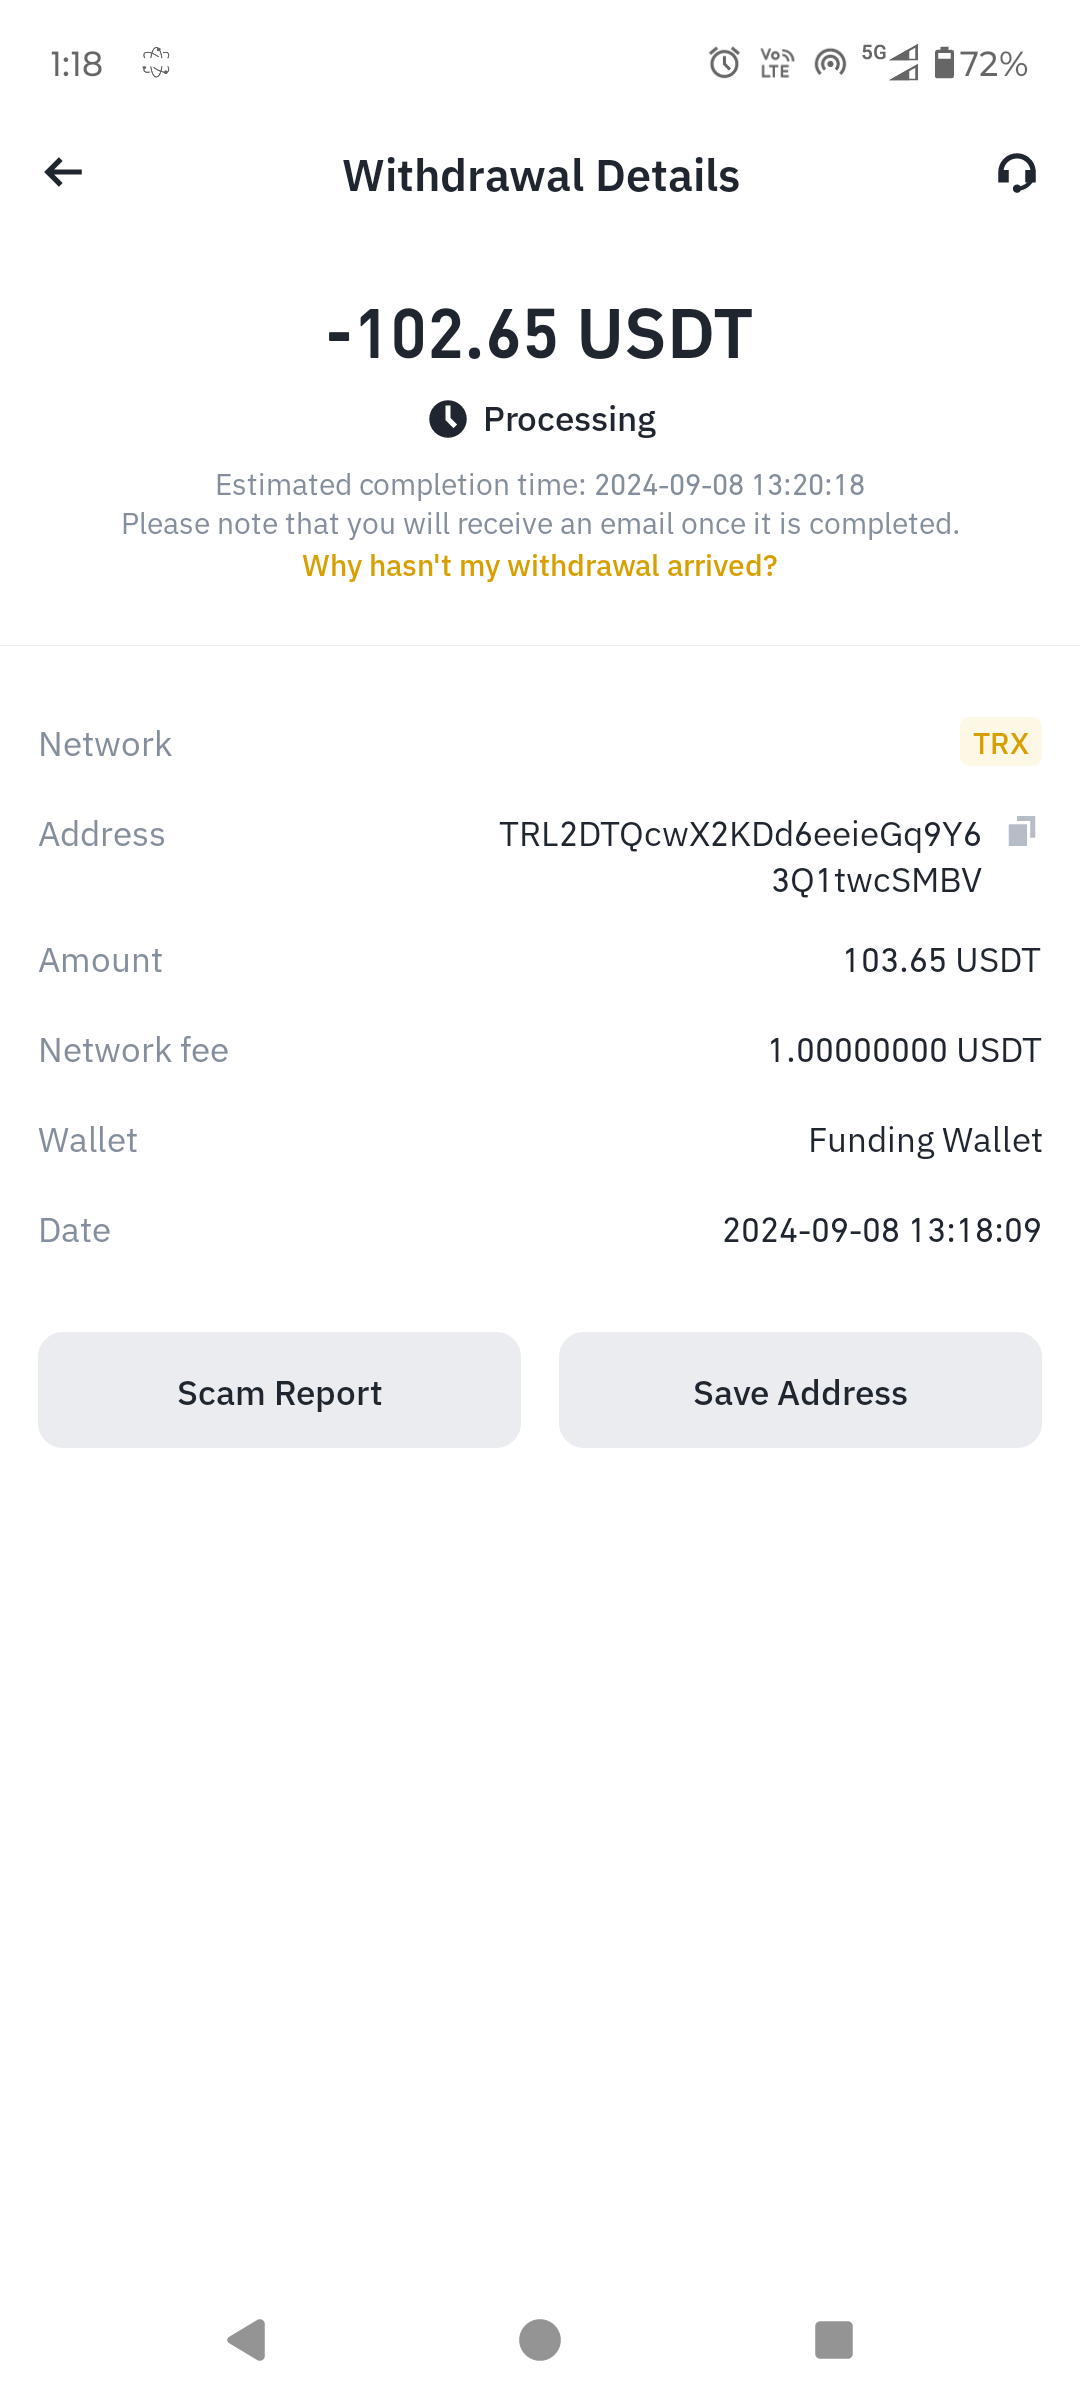 1:18
Vo LTE
5G
72%
Withdrawal Details
-102.65 USDT
Processing
Estimated completion time: 2024-09-08 13:20:18
Please note that you will receive an email once it is completed.
Why hasn't my withdrawal arrived?
Network TRX
Address TRL2DTQcwX2KDd6eeieGq9Y6
3Q1twcSMBV
Amount 103.65 USDT
Network fee 1.00000000 USDT
Wallet Funding Wallet
Date 2024-09-08 13:18:09
Scam Report Save Address